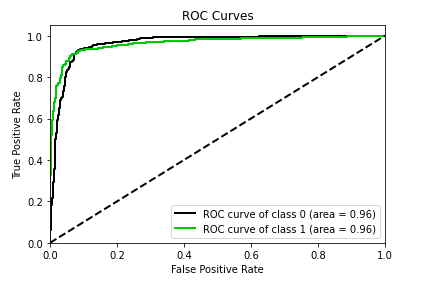 ROC Curves
True Positive Rate
1.0
0.8
0.6
0.4
0.2
0.0
ROC curve of class 0 (area = 0.96)
ROC curve of class 1 (area = 0.96)
0.0 0.2 0.4 0.6 0.8 1.0
False Positive Rate